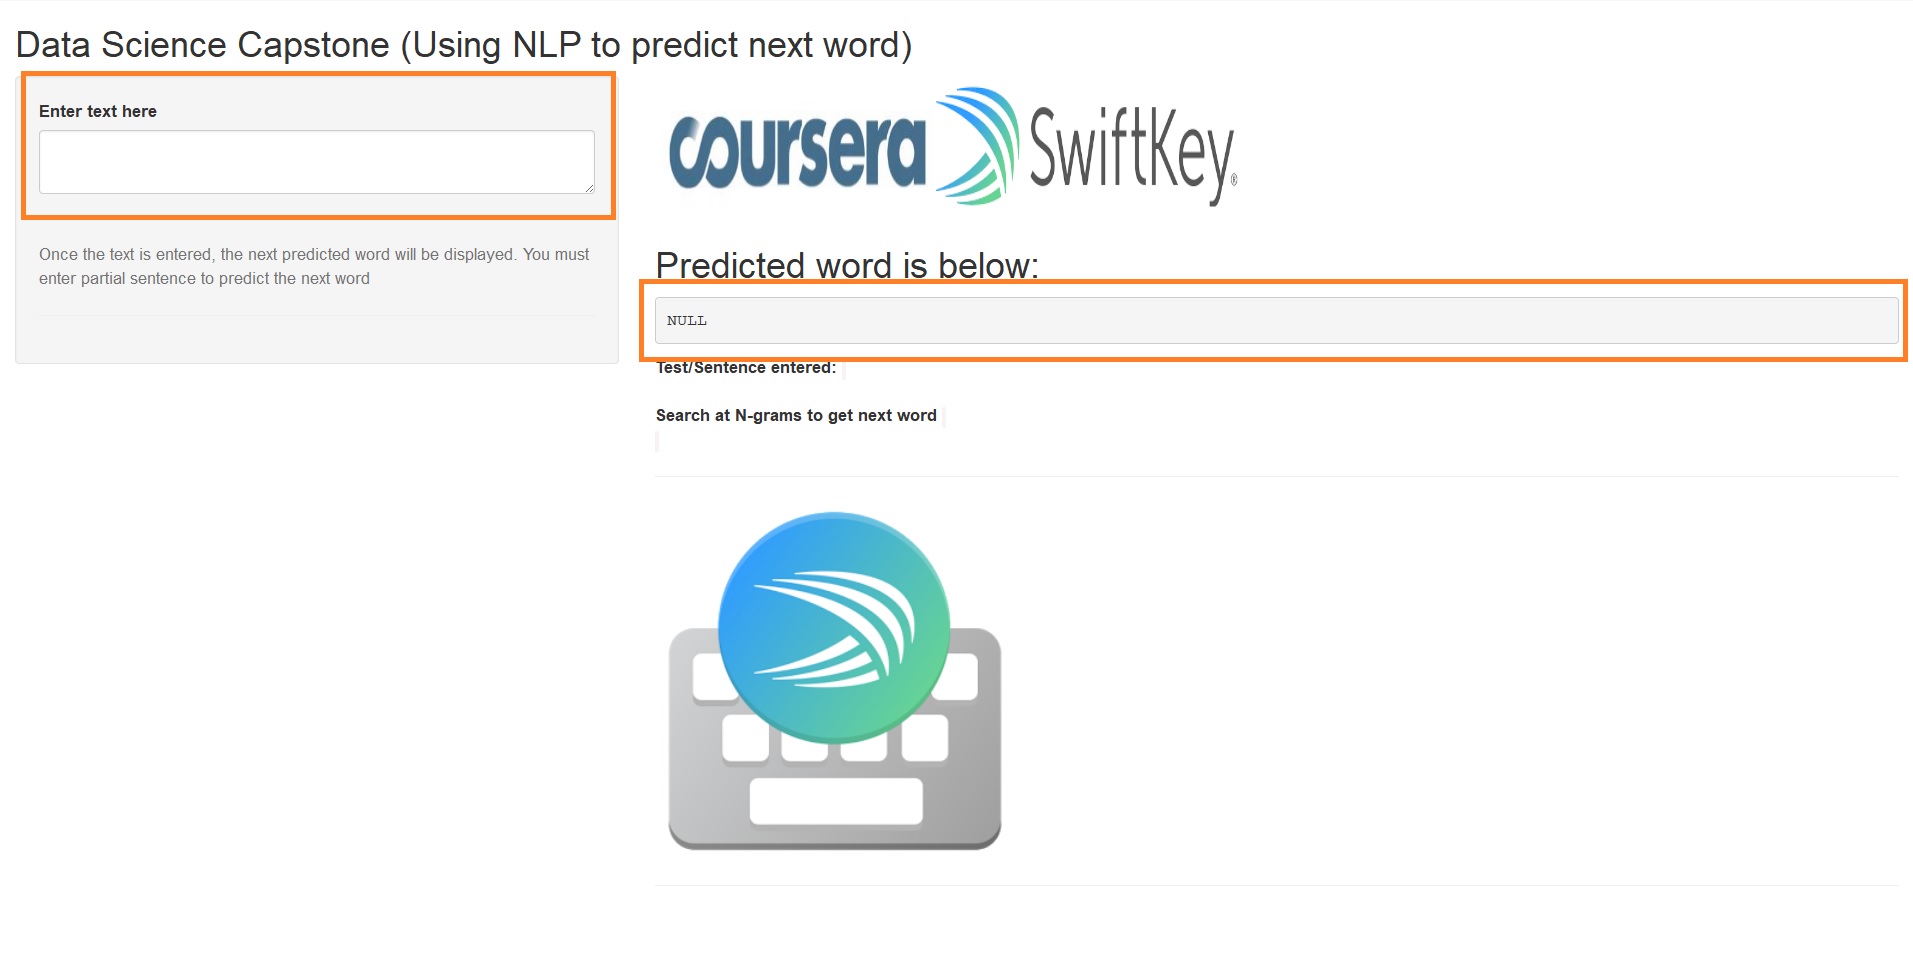 Data Science Capstone (Using NLP to predict next word)
Enter text here
Once the text is entered, the next predicted word will be displayed. You must
enter partial sentence to predict the next word
coursera SwiftKey®
Predicted word is below:
NULL
Test/Sentence entered:
Search at N-grams to get next word